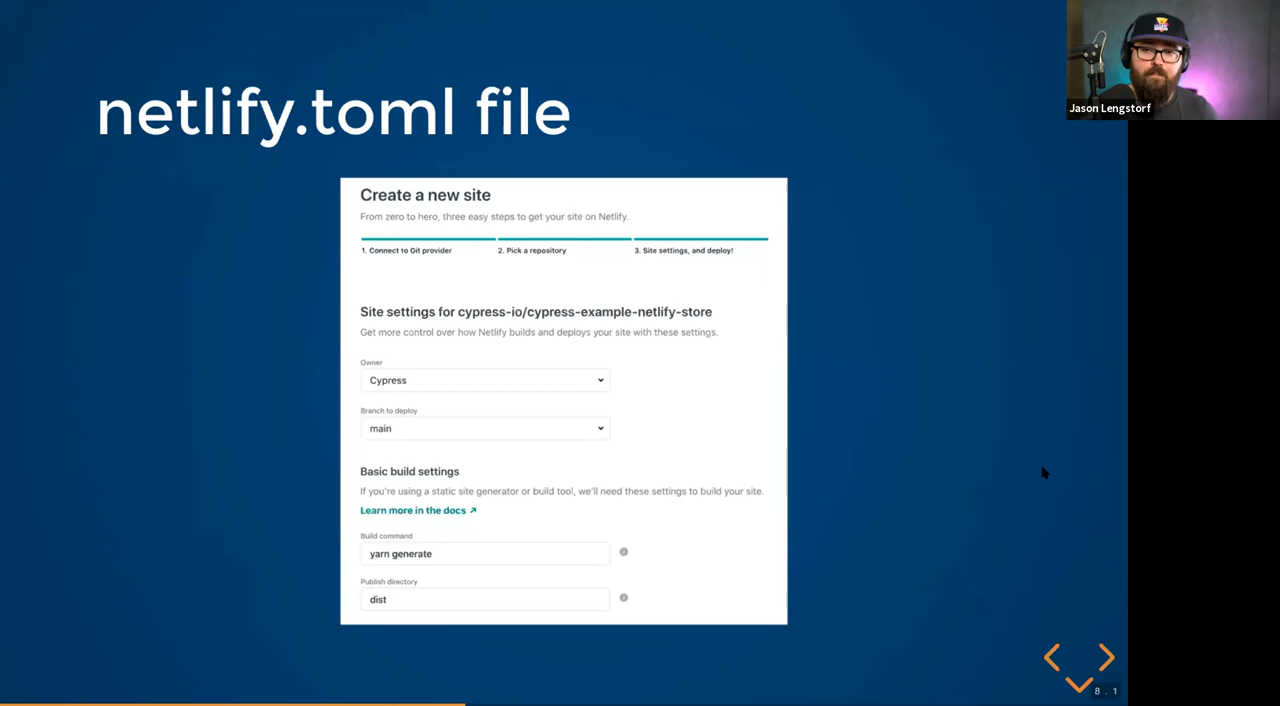 netlify.toml file
Jason Lengstorf
Create a new site
From zero to hero, three easy steps to get your site on Netlify.
1. Connect to Git provider
2. Pick a repository
3. Site settings, and deploy!
Site settings for cypress-io/cypress-example-netlify-store
Get more control over how Netlify builds and deploys your site with these settings.
Owner
Cypress
Branch to deploy
main
Basic build settings
If you're using a static site generator or build tool, we'll need these settings to build your site.
Learn more in the docs ↗
Build command
yarn generate
Publish directory
dist
8 . 1